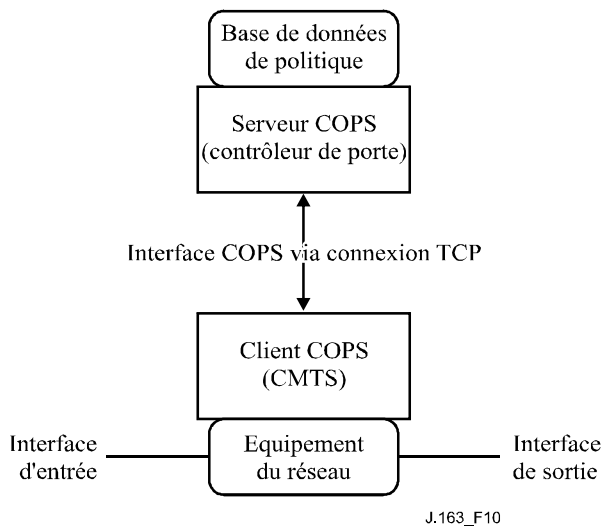 Base de données
de politique
Serveur COPS
(contrôleur de porte)
Interface COPS via connexion TCP
Client COPS
(CMTS)
Interface
d'entrée
Equipement
du réseau
Interface
de sortie
J.163_F10